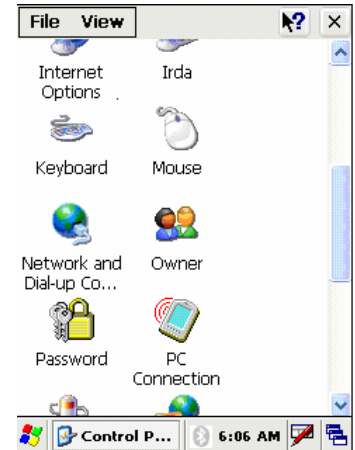 File View ?
Internet
Options
Irda
Keyboard
Mouse
Network and
Dial-up Co...
Owner
Password
PC
Connection
Control P...
6:06 AM